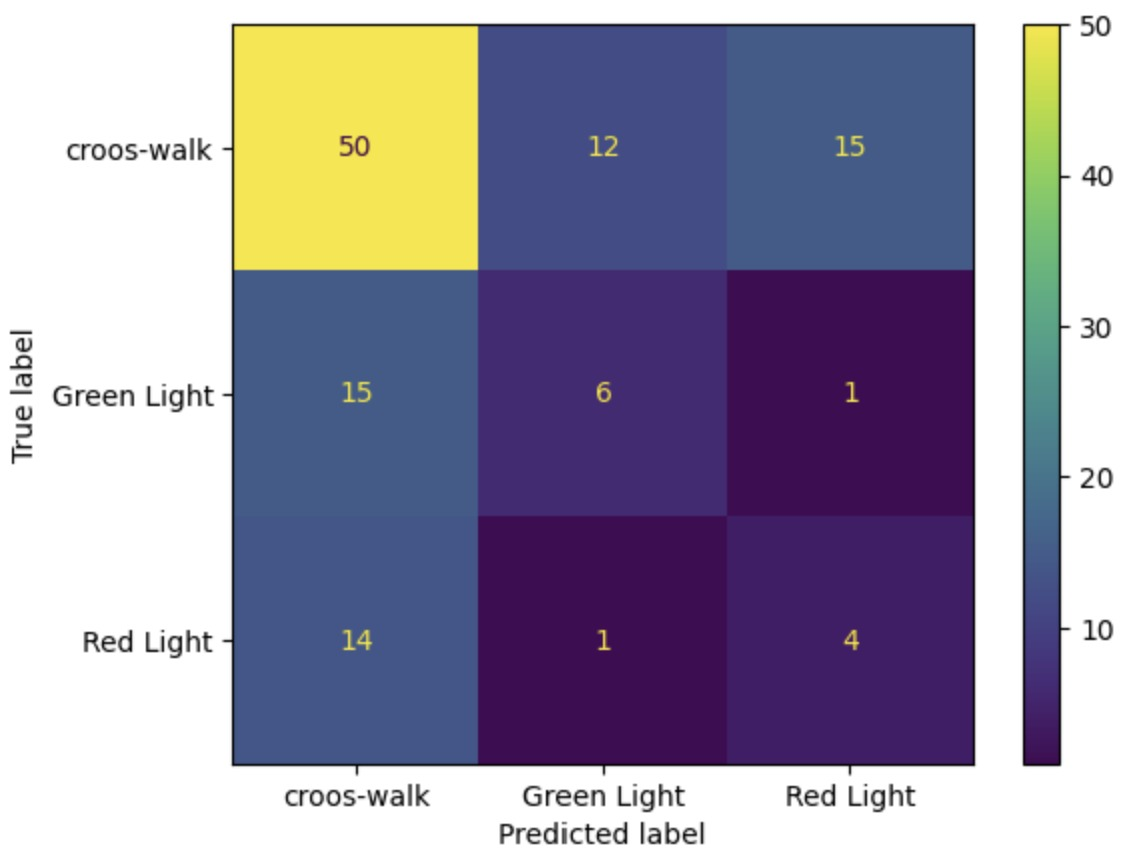 50
croos-walk 50 12 15
40
30
True label
Green Light 15 6 1
20
Red Light 14 1 4
10
croos-walk Green Light Red Light
Predicted label